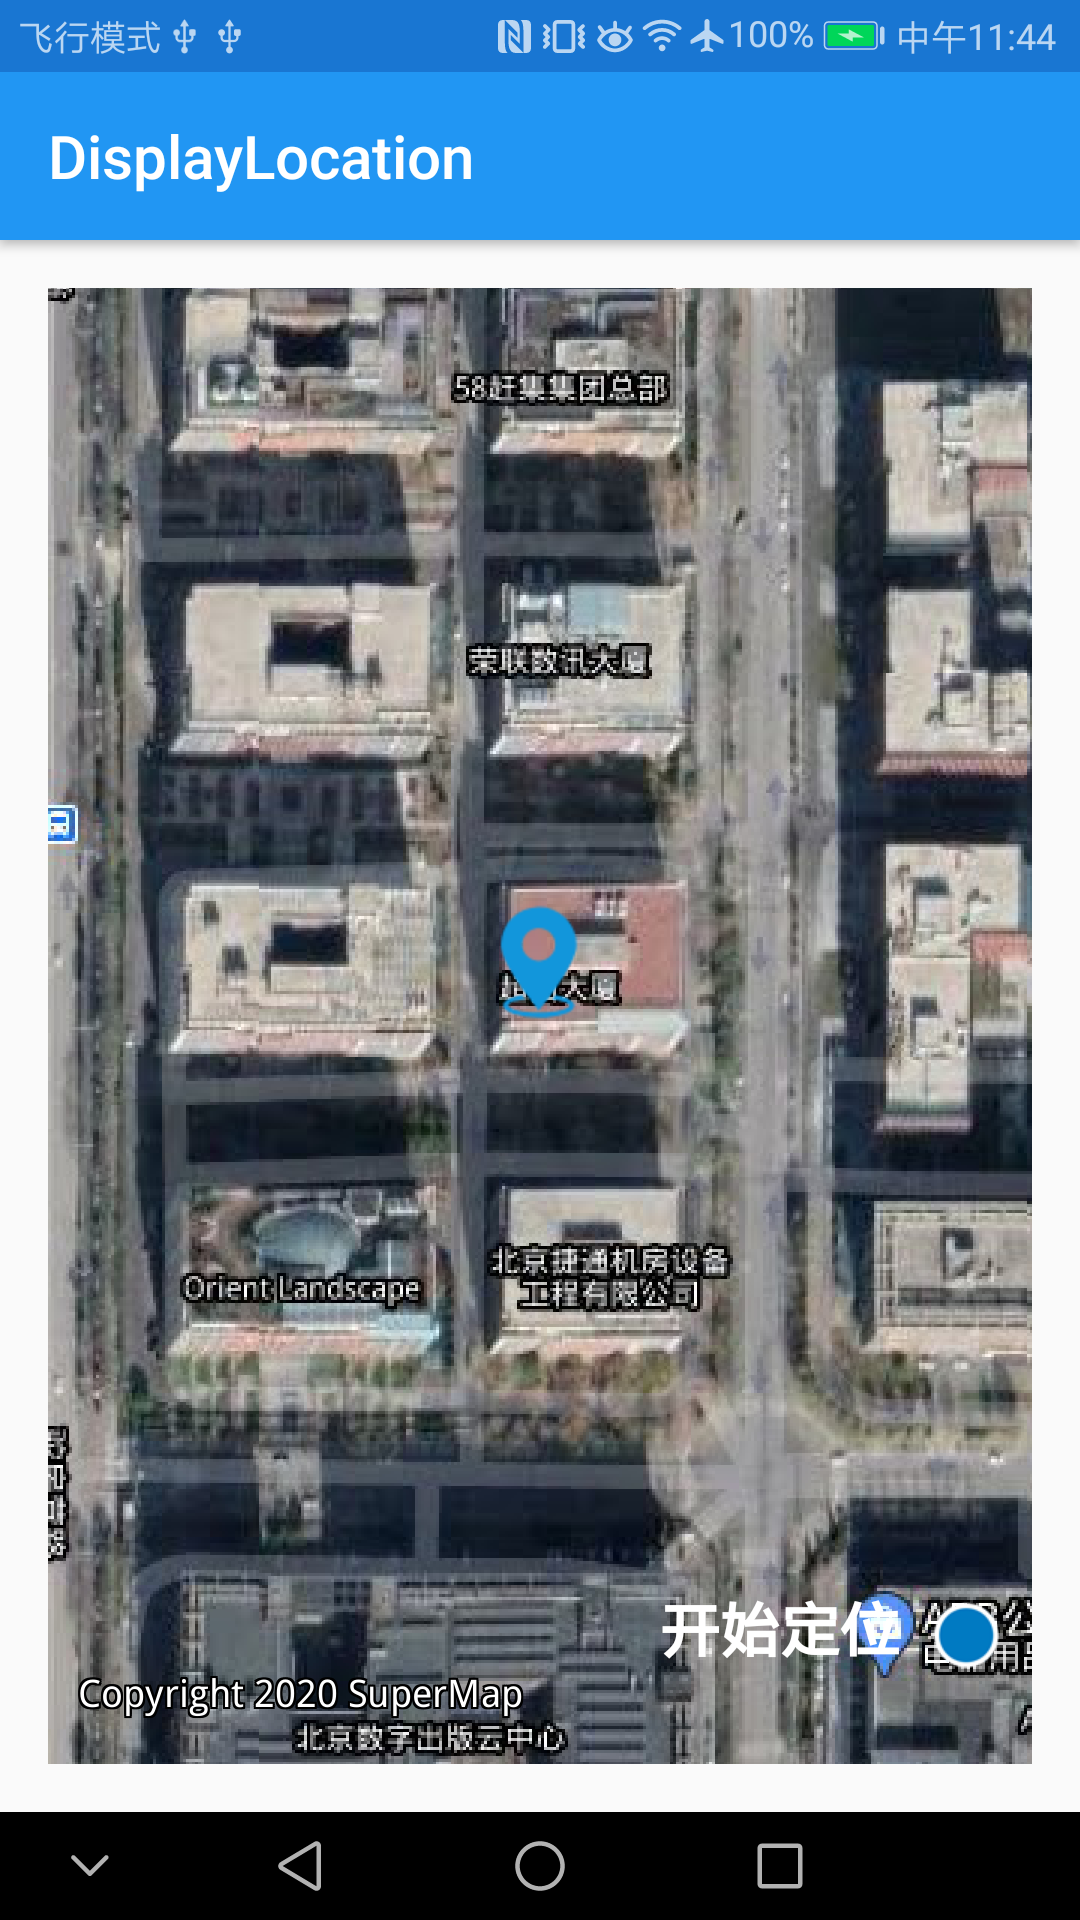 飞行模式
100%
中午11:44
DisplayLocation
58赶集集团总部
荣联数讯大厦
大厦
北京捷通机房设备
工程有限公司
Orient Landscape
开始定位
Copyright 2020 SuperMap
北京数字出版云中心